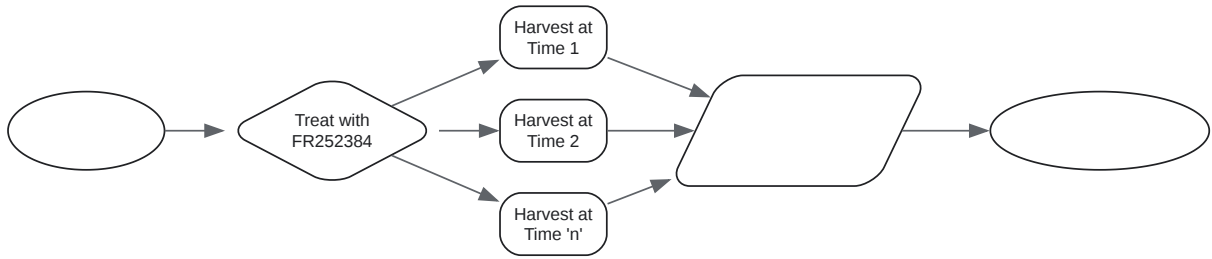 Treat with
FR252384
Harvest at
Time 1
Harvest at
Time 2
Harvest at
Time 'n'